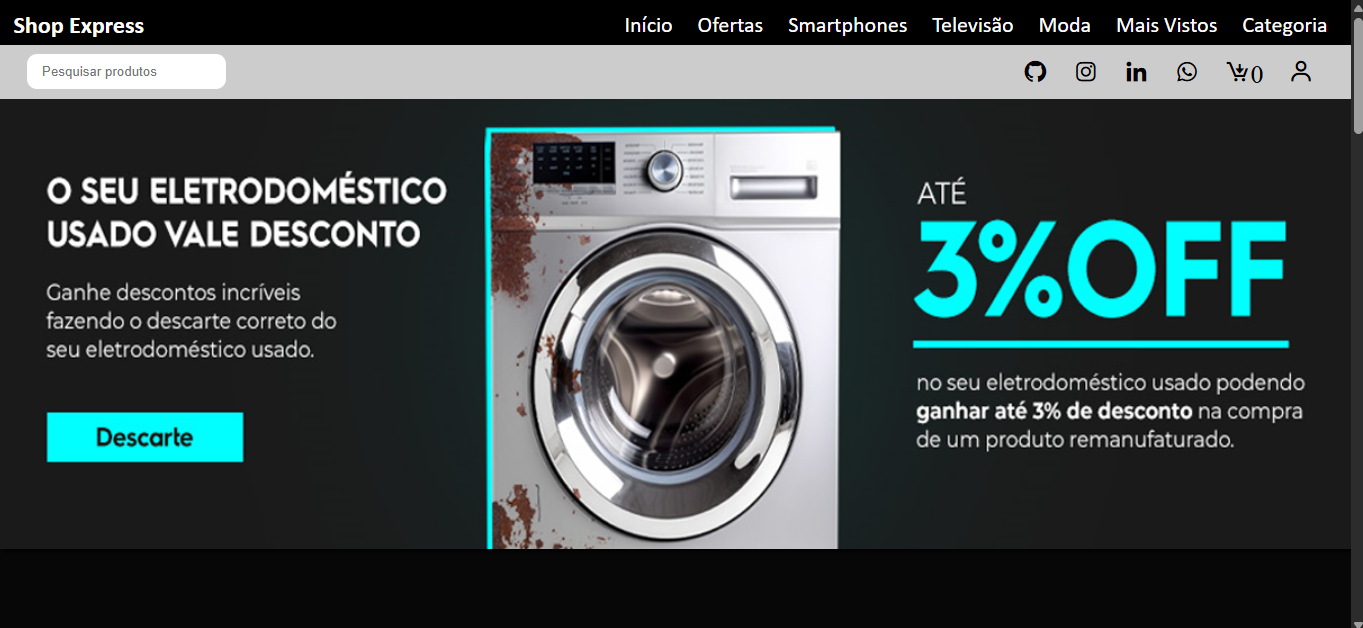 Shop Express
Início Ofertas Smartphones Televisão Moda Mais Vistos Categoria
Pesquisar produtos
0
O SEU ELETRODOMÉSTICO
USADO VALE DESCONTO
Ganhe descontos incríveis
fazendo o descarte correto do
seu eletrodoméstico usado.
Descarte
ATÉ
3%OFF
no seu eletrodoméstico usado podendo
ganhar até 3% de desconto na compra
de um produto remanufaturado.